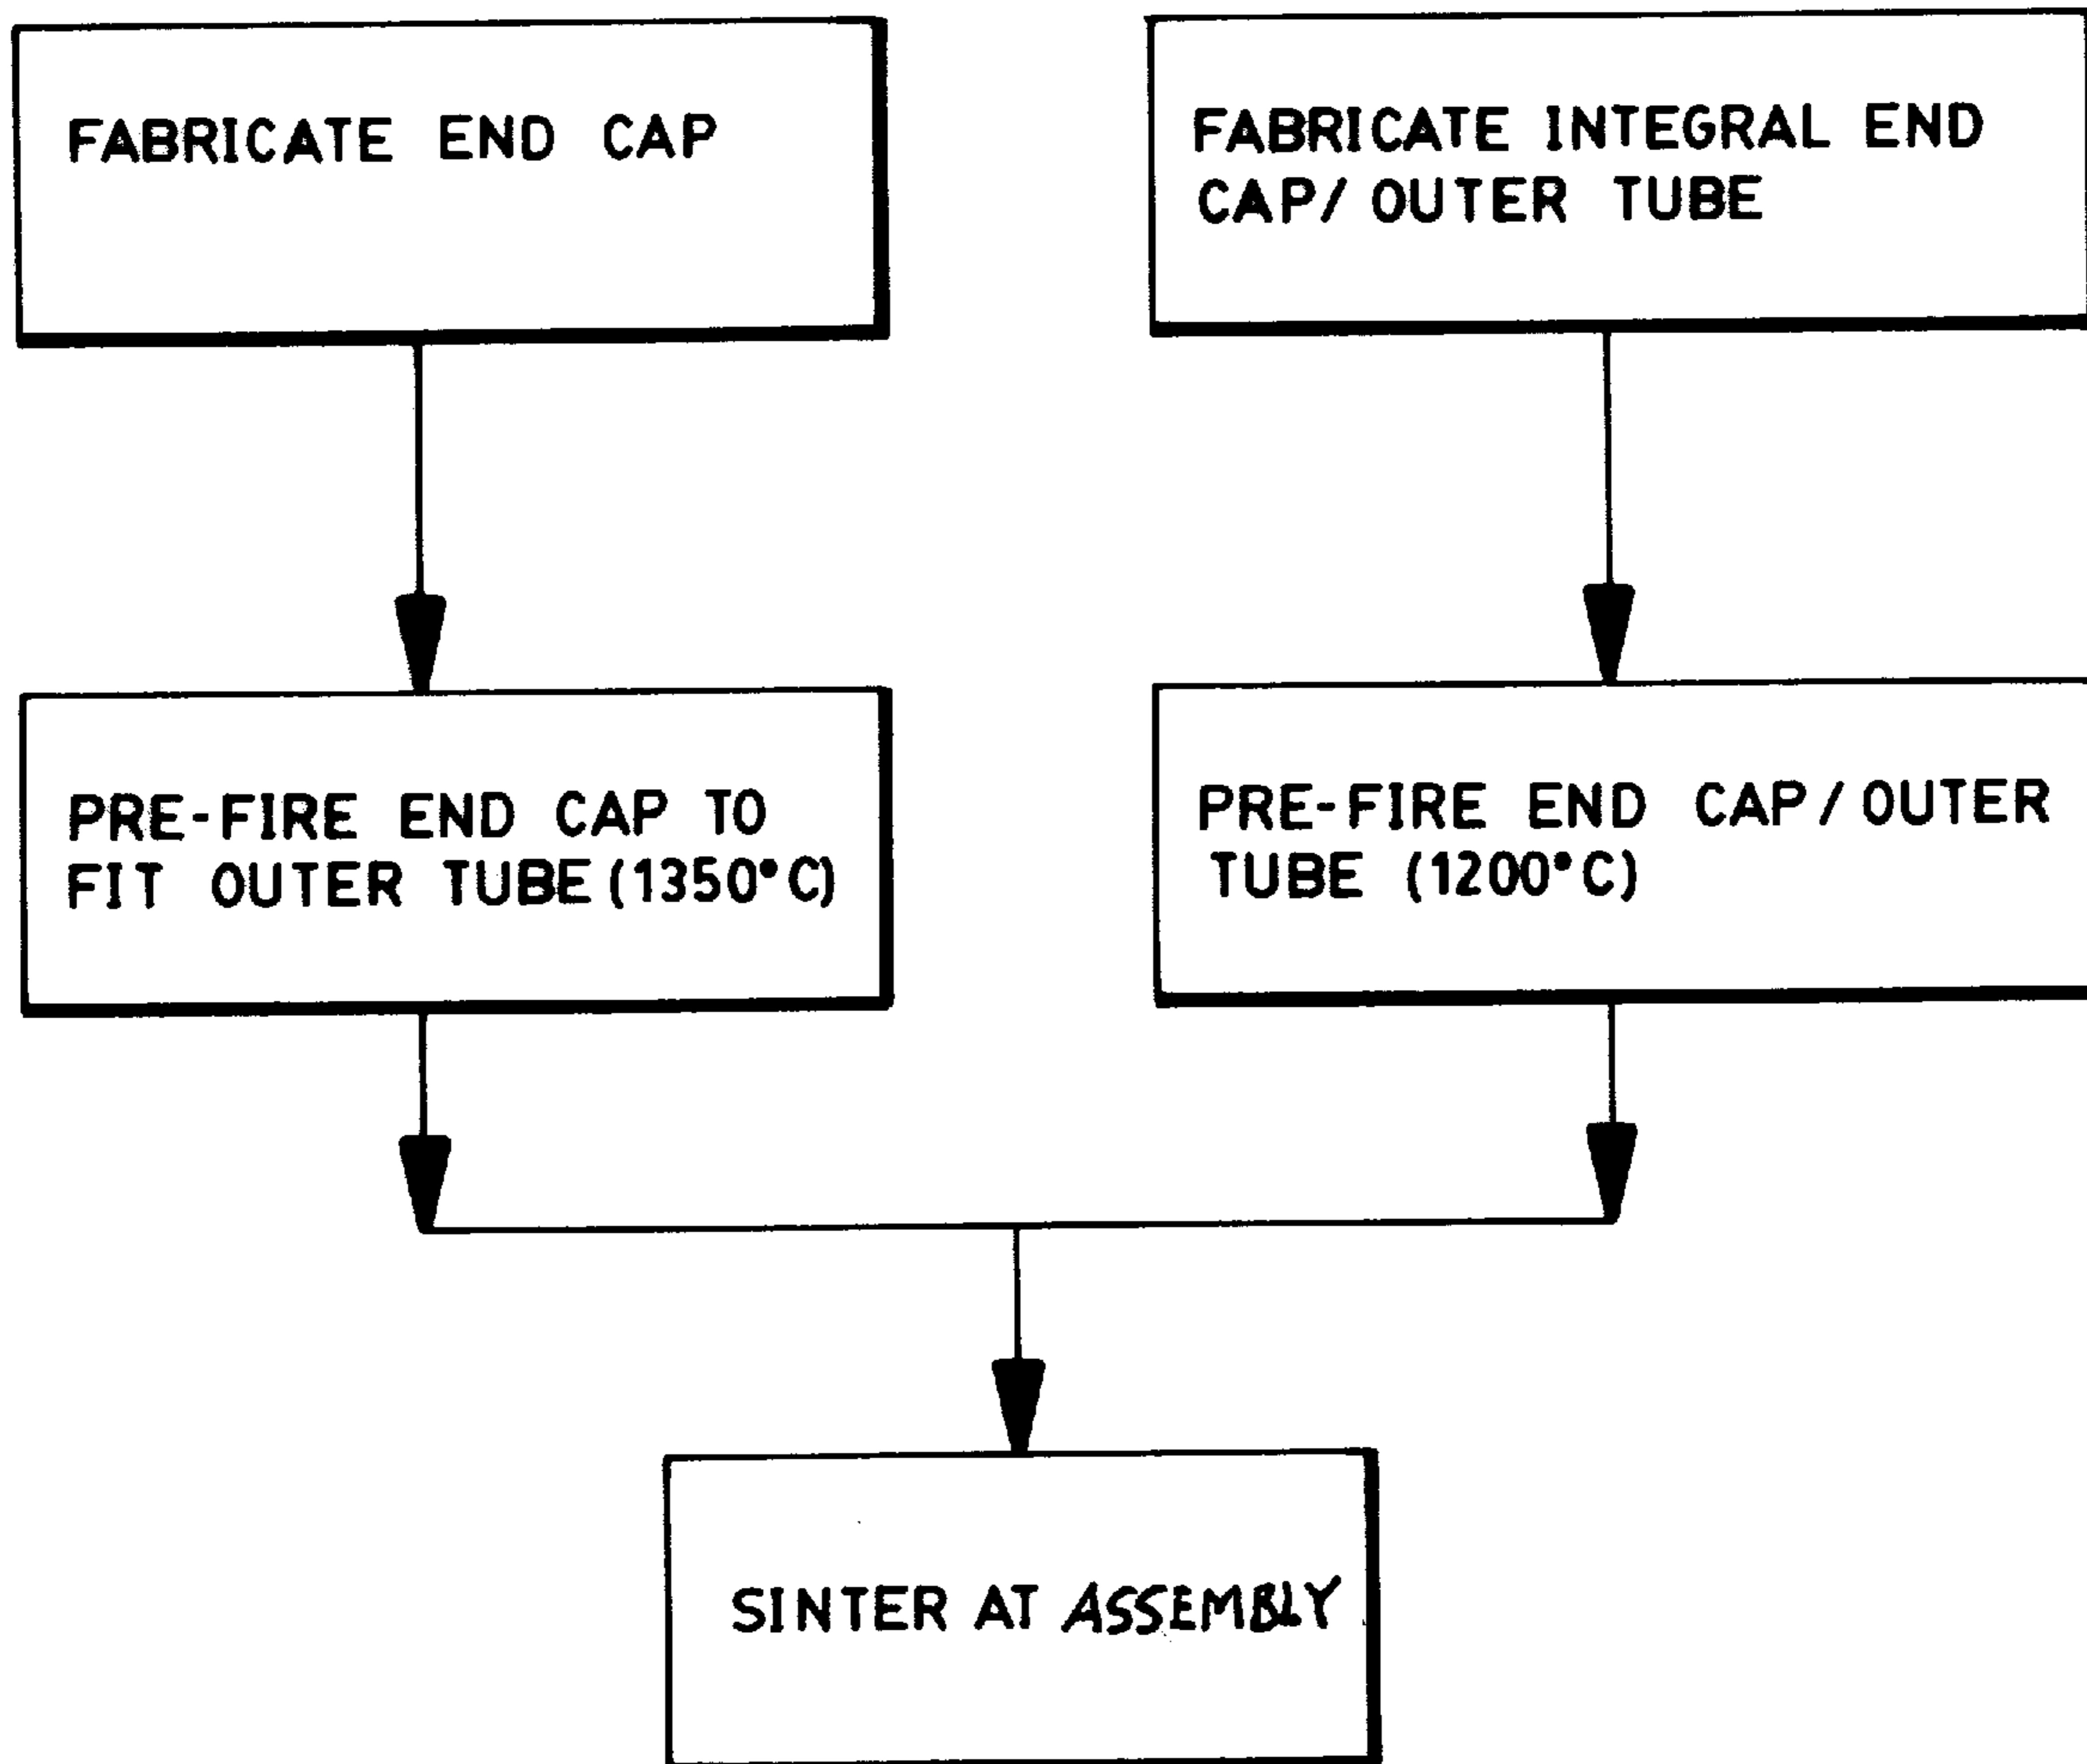 FABRICATE END CAP
FABRICATE INTEGRAL END
CAP/ OUTER TUBE
PRE-FIRE END CAP TO
FIT OUTER TUBE (1350°C)
PRE-FIRE END CAP / OUTER
TUBE (1200°C)
SINTER AT ASSEMBLY